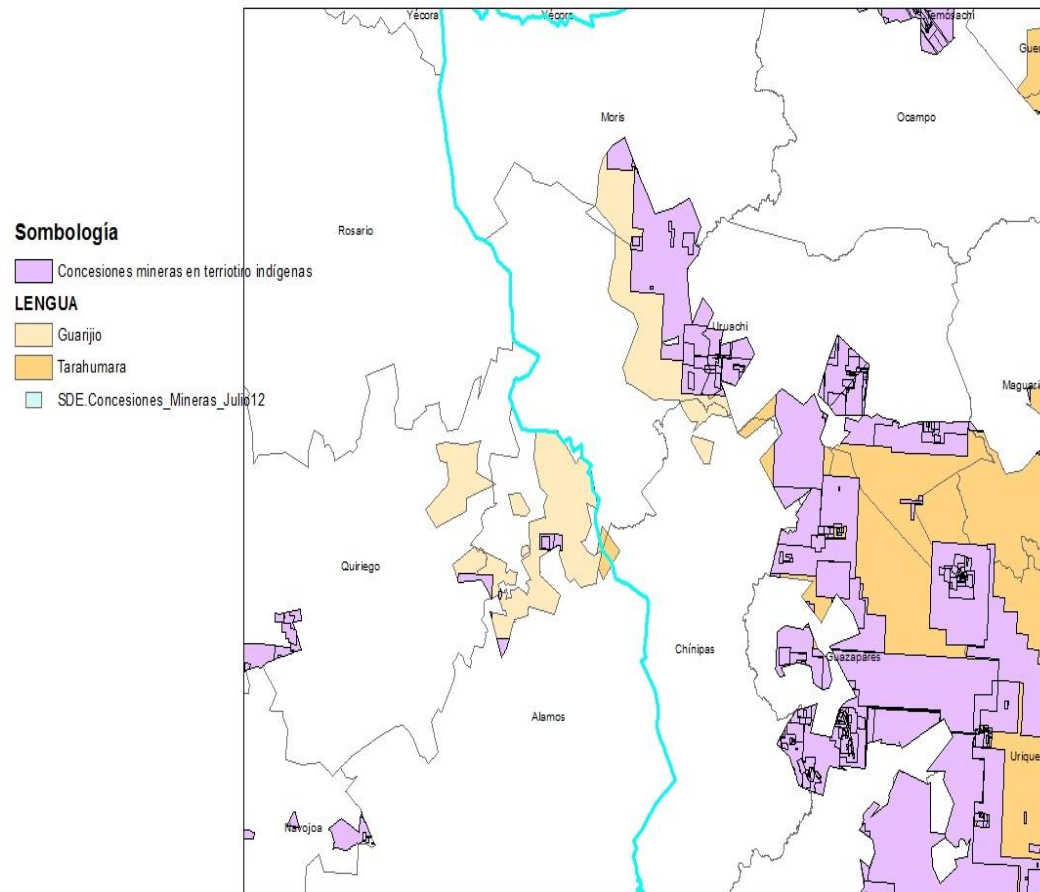 Yécora
Yécora
Temósachi
Moris
Ocampo
Rosario
Sombología
Concesiones mineras en terriotiro indígenas
LENGUA
Guarijio
Tarahumara
SDE.Concesiones_Mineras_Julio12
Uruachi
Quiriego
Chínipas
Guazapares
Alamos
Urique
Navojoa